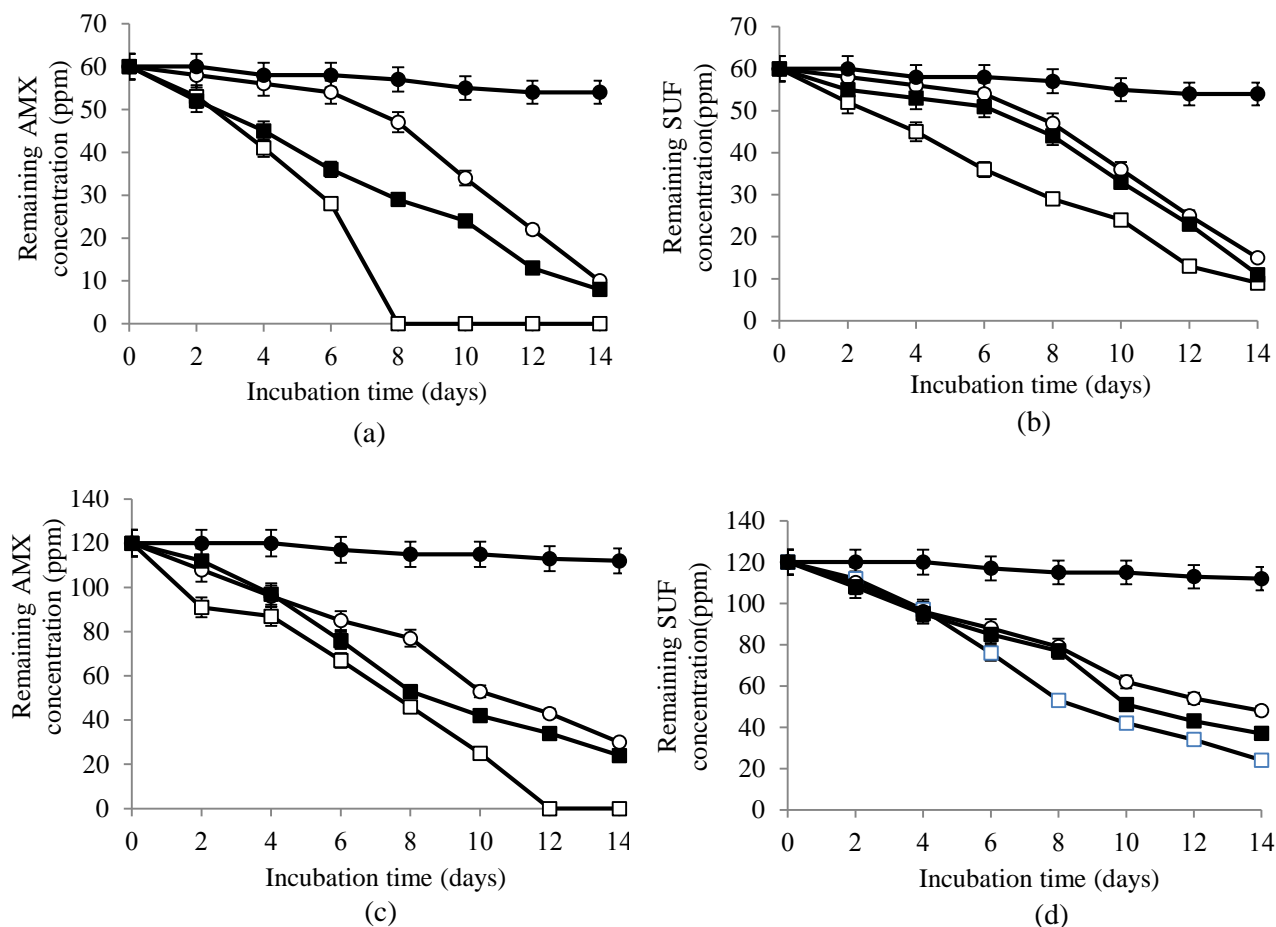 Remaining AMX
concentration (ppm)
70
60
50
40
30
20
10
0
0 2 4 6 8 10 12 14
Incubation time (days)
(a)
Remaining SUF
concentration(ppm)
70
60
50
40
30
20
10
0
0 2 4 6 8 10 12 14
Incubation time (days)
(b)
Remaining AMX
concentration (ppm)
140
120
100
80
60
40
20
0
0 2 4 6 8 10 12 14
Incubation time (days)
(c)
Remaining SUF
concentration(ppm)
140
120
100
80
60
40
20
0
0 2 4 6 8 10 12 14
Incubation time (days)
(d)